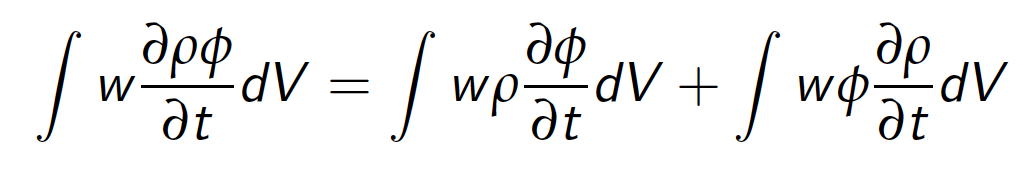 ∫ w ∂ρϕ/∂t dV = ∫ wρ ∂ϕ/∂t dV + ∫ wϕ ∂ρ/∂t dV